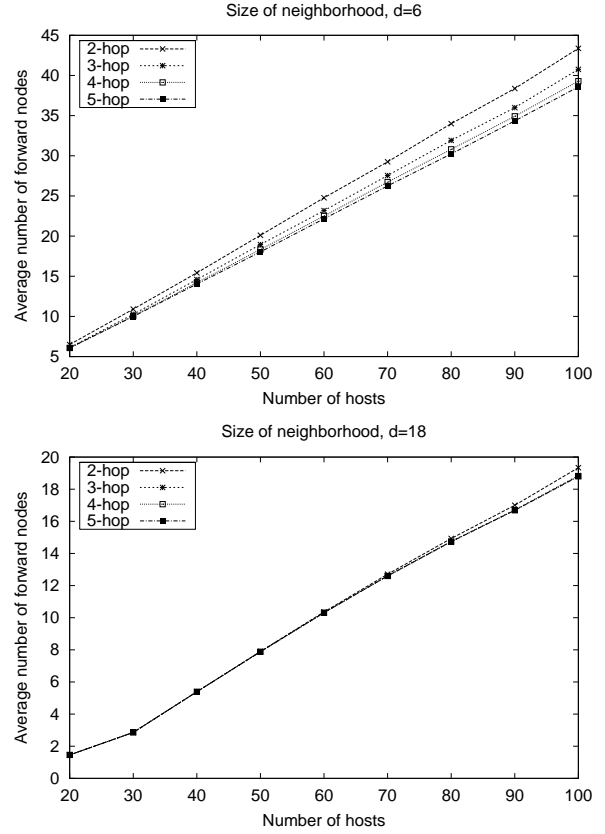 Size of neighborhood, d=6
2-hop
3-hop
4-hop
5-hop
45
40
35
30
25
20
15
10
5
20 30 40 50 60 70 80 90 100
Average number of forward nodes
Number of hosts
Size of neighborhood, d=18
2-hop
3-hop
4-hop
5-hop
20
18
16
14
12
10
8
6
4
2
0
20 30 40 50 60 70 80 90 100
Average number of forward nodes
Number of hosts